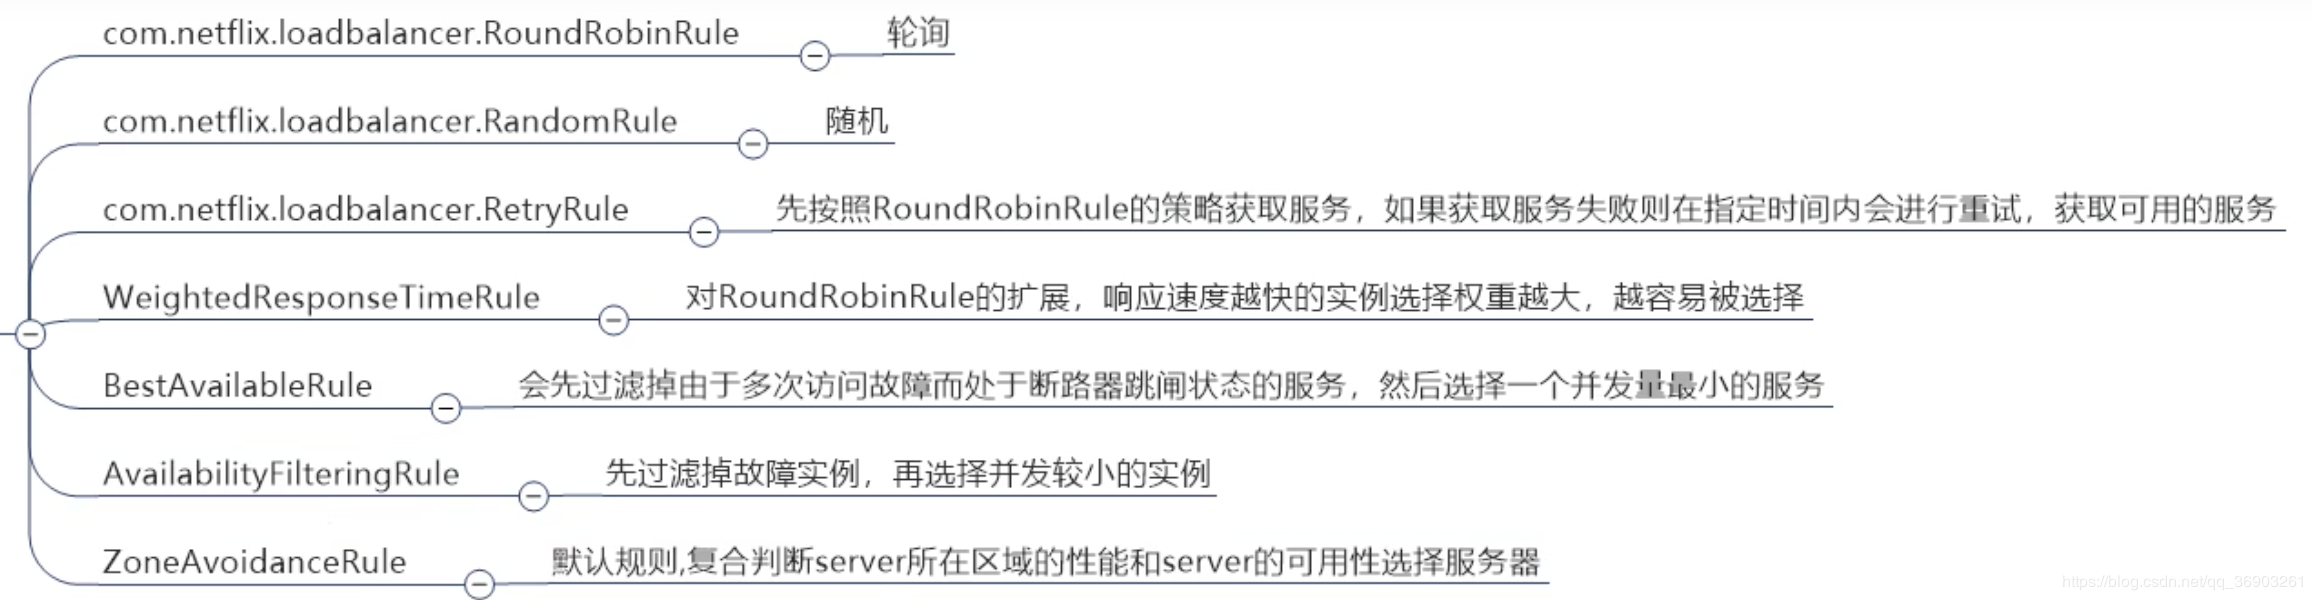 com.netflix.loadbalancer.RoundRobinRule 轮询
com.netflix.loadbalancer.RandomRule 随机
com.netflix.loadbalancer.RetryRule 先按照RoundRobinRule的策略获取服务，如果获取服务失败则在指定时间内会进行重试，获取可用的服务
WeightedResponseTimeRule 对RoundRobinRule的扩展，响应速度越快的实例选择权重越大，越容易被选择
BestAvailableRule 会先过滤掉由于多次访问故障而处于断路器跳闸状态的服务，然后选择一个并发量最小的服务
AvailabilityFilteringRule 先过滤掉故障实例，再选择并发较小的实例
ZoneAvoidanceRule 默认规则,复合判断server所在区域的性能和server的可用性选择服务器
https://blog.csdn.net/qq_36903261